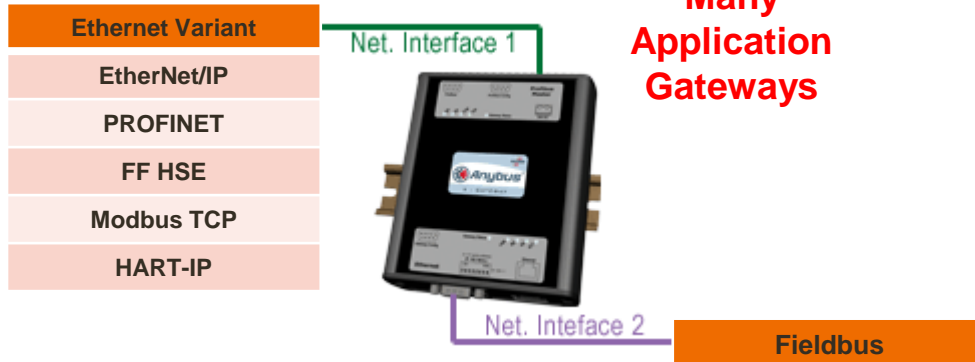 Many
Application
Gateways
Ethernet Variant
EtherNet/IP
PROFINET
FF HSE
Modbus TCP
HART-IP
Net. Interface 1
Anybus
Net. Inteface 2
Fieldbus